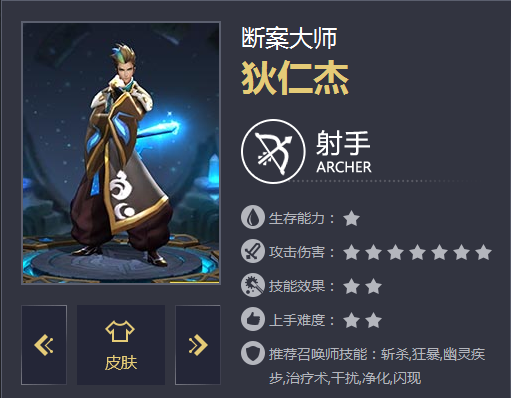 断案大师
狄仁杰
射手
ARCHER
生存能力：
攻击伤害：
技能效果：
上手难度：
推荐召唤师技能：斩杀,狂暴,幽灵疾
步,治疗术,干扰,净化,闪现
皮肤